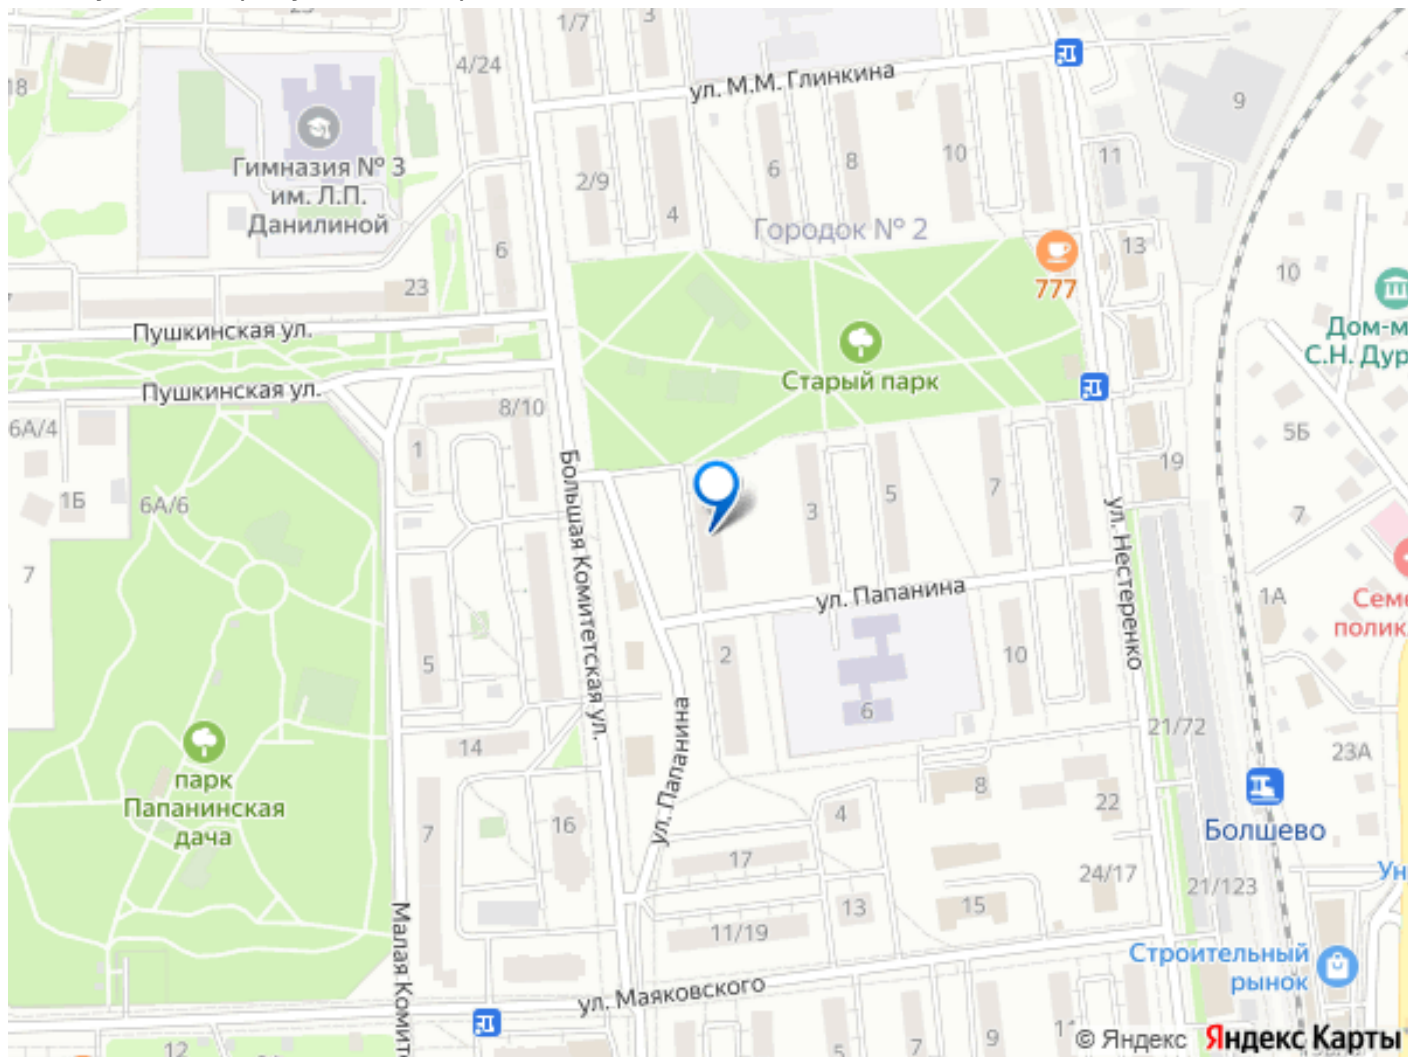 1/7
3
4/24
ул. М.М. Глинкина
18
9
Гимназия № 3
им. Л.П.
Данилиной
2/9
4
6
8
10
11
Городок № 2
6
13
777
10
23
Пушкинская ул.
Дом-м
С.Н. Дур
Старый парк
Пушкинская ул.
8/10
6А/4
1
5Б
19
1Б
6А/6
Большая Комитетская ул.
3
5
7
ул. Нестеренко
7
7
1А
Семе
полик
ул. Папанина
2
10
5
6
ул. Папанина
14
21/72
23А
парк
Папанинская
дача
8
22
4
Болшево
7
16
17
24/17
21/123
Ун
13
15
11/19
Малая Комит
Строительный
рынок
ул. Маяковского
12
5
7
9
© Яндекс Яндекс Карты